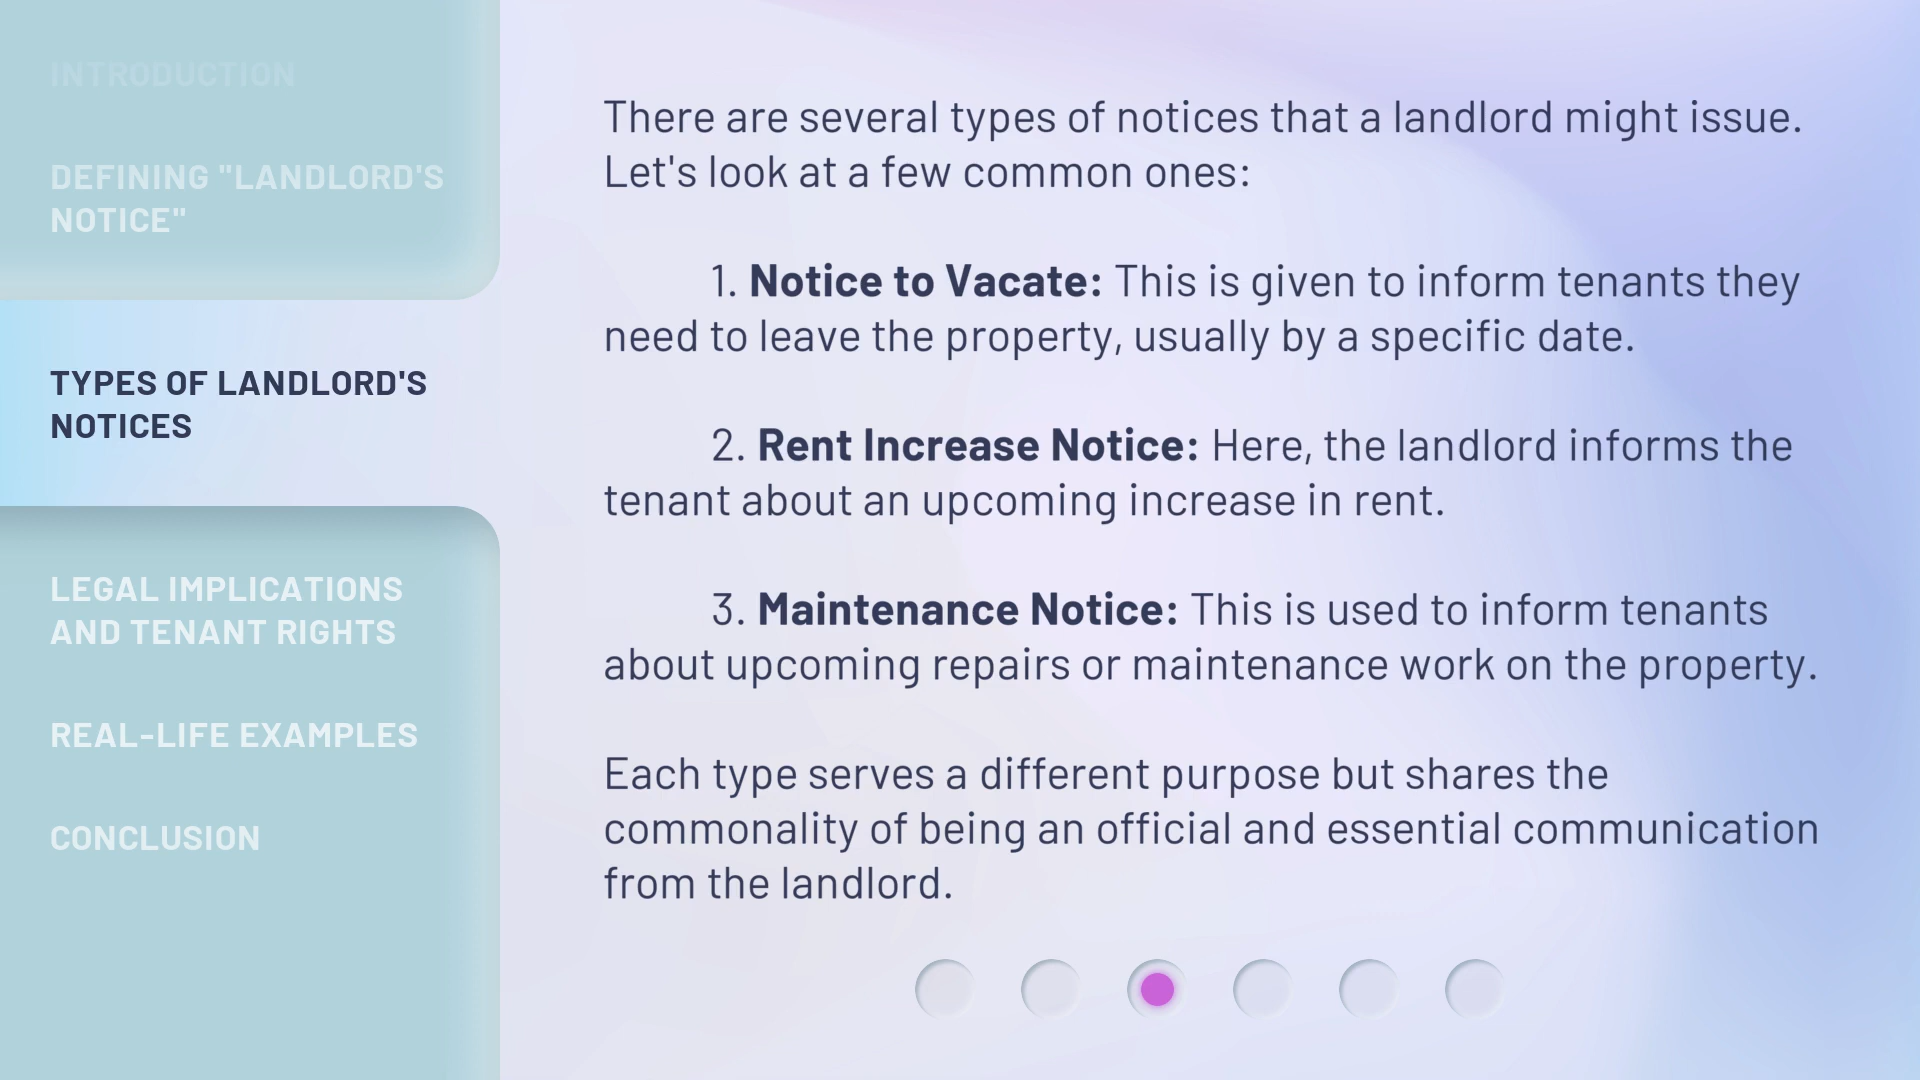 INTRODUCTION
DEFINING "LANDLORD'S
NOTICE"
TYPES OF LANDLORD'S
NOTICES
LEGAL IMPLICATIONS
AND TENANT RIGHTS
REAL-LIFE EXAMPLES
CONCLUSION
There are several types of notices that a landlord might issue.
Let's look at a few common ones:
1. Notice to Vacate: This is given to inform tenants they
need to leave the property, usually by a specific date.
2. Rent Increase Notice: Here, the landlord informs the
tenant about an upcoming increase in rent.
3. Maintenance Notice: This is used to inform tenants
about upcoming repairs or maintenance work on the property.
Each type serves a different purpose but shares the
commonality of being an official and essential communication
from the landlord.